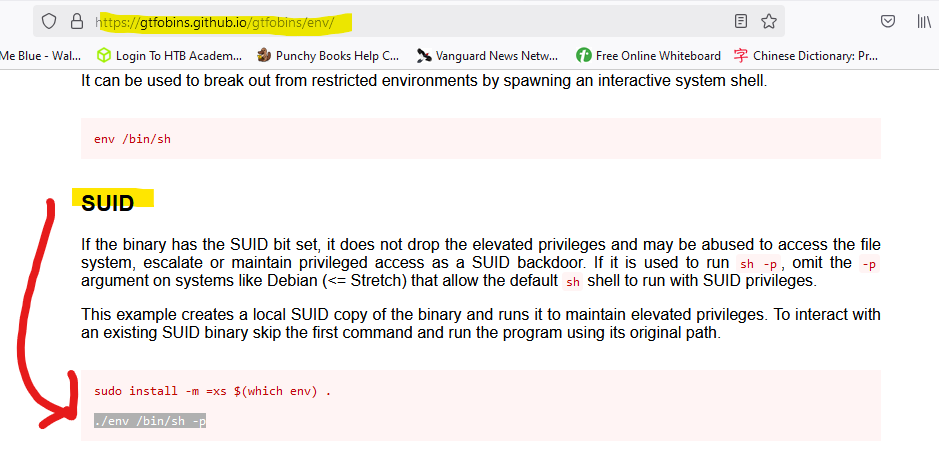 https://gtfobins.github.io/gtfobins/env/
Me Blue - Wal... Login To HTB Academ... Punchy Books Help C... Vanguard News Netw... Free Online Whiteboard 字 Chinese Dictionary: Pr...
It can be used to break out from restricted environments by spawning an interactive system shell.
env /bin/sh
SUID
If the binary has the SUID bit set, it does not drop the elevated privileges and may be abused to access the file
system, escalate or maintain privileged access as a SUID backdoor. If it is used to run sh -p, omit the -p
argument on systems like Debian (<= Stretch) that allow the default sh shell to run with SUID privileges.
This example creates a local SUID copy of the binary and runs it to maintain elevated privileges. To interact with
an existing SUID binary skip the first command and run the program using its original path.
sudo install -m =xs $(which env) .
./env /bin/sh -p